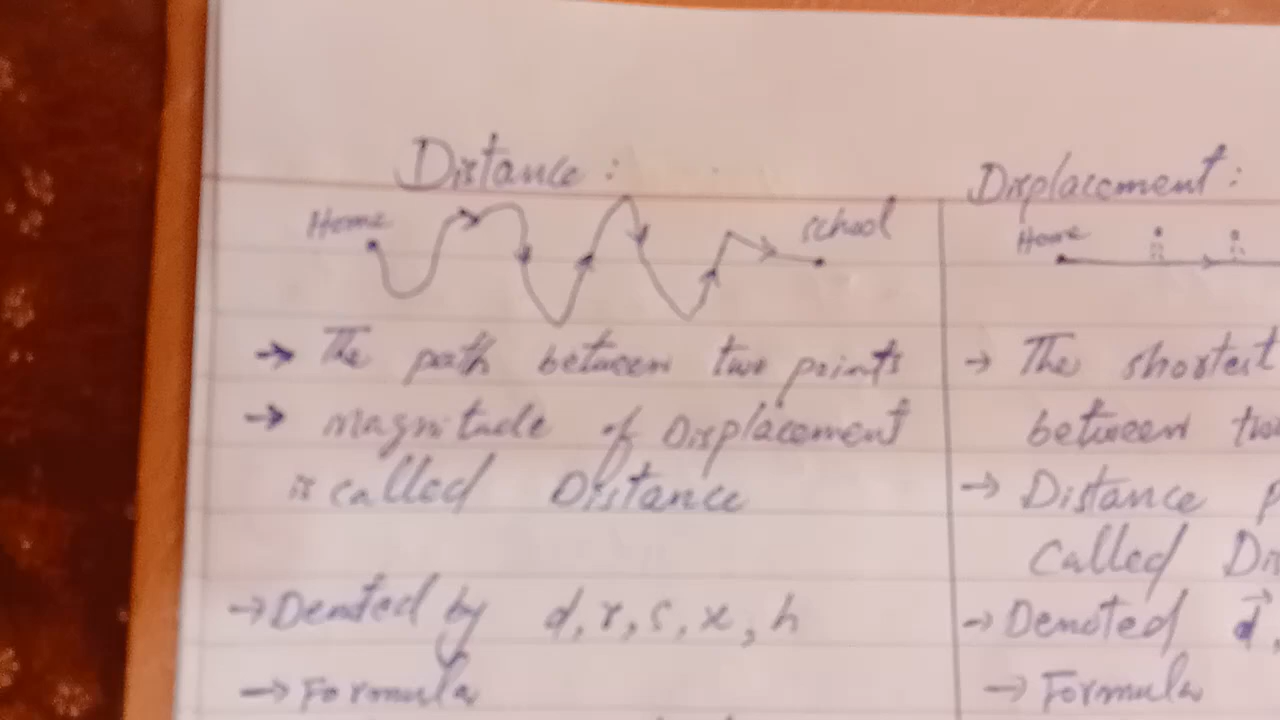 Distance :
Home
school
→ The path between two points
→ magnitude of Displacement
is called Distance
→ Denoted by d, r, s, x, h
→ Formula
Displacement :
Home
→ The shortest
between two
→ Distance
called
→ Denoted d⃗,
→ Formula